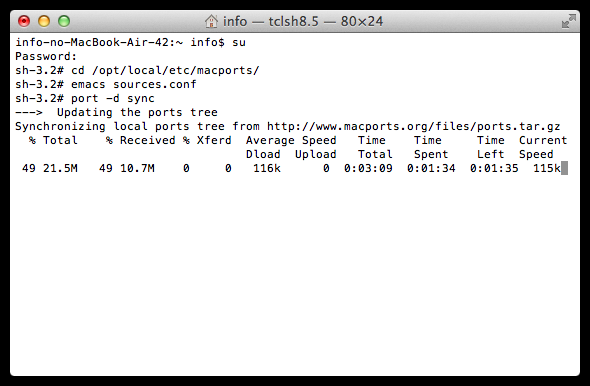 info — tclsh8.5 — 80×24
info-no-MacBook-Air-42:~ info$ su
Password:
sh-3.2# cd /opt/local/etc/macports/
sh-3.2# emacs sources.conf
sh-3.2# port -d sync
--->  Updating the ports tree
Synchronizing local ports tree from http://www.macports.org/files/ports.tar.gz
  % Total    % Received % Xferd  Average Speed   Time    Time     Time  Current
                                 Dload  Upload   Total   Spent    Left  Speed
 49 21.5M   49 10.7M    0     0   116k      0  0:03:09  0:01:34  0:01:35  115k